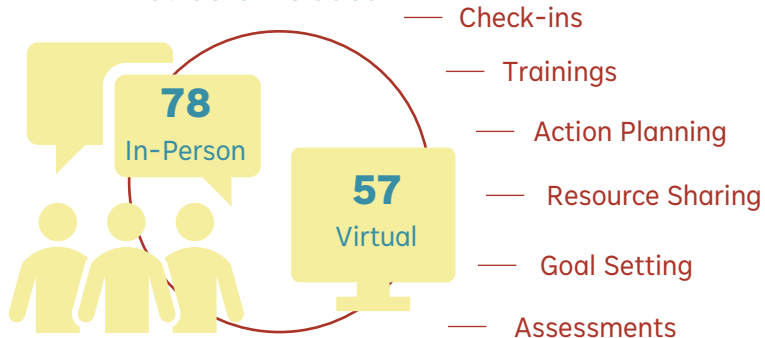 Check-ins
Trainings
78
In-Person
Action Planning
57
Virtual
Resource Sharing
Goal Setting
Assessments